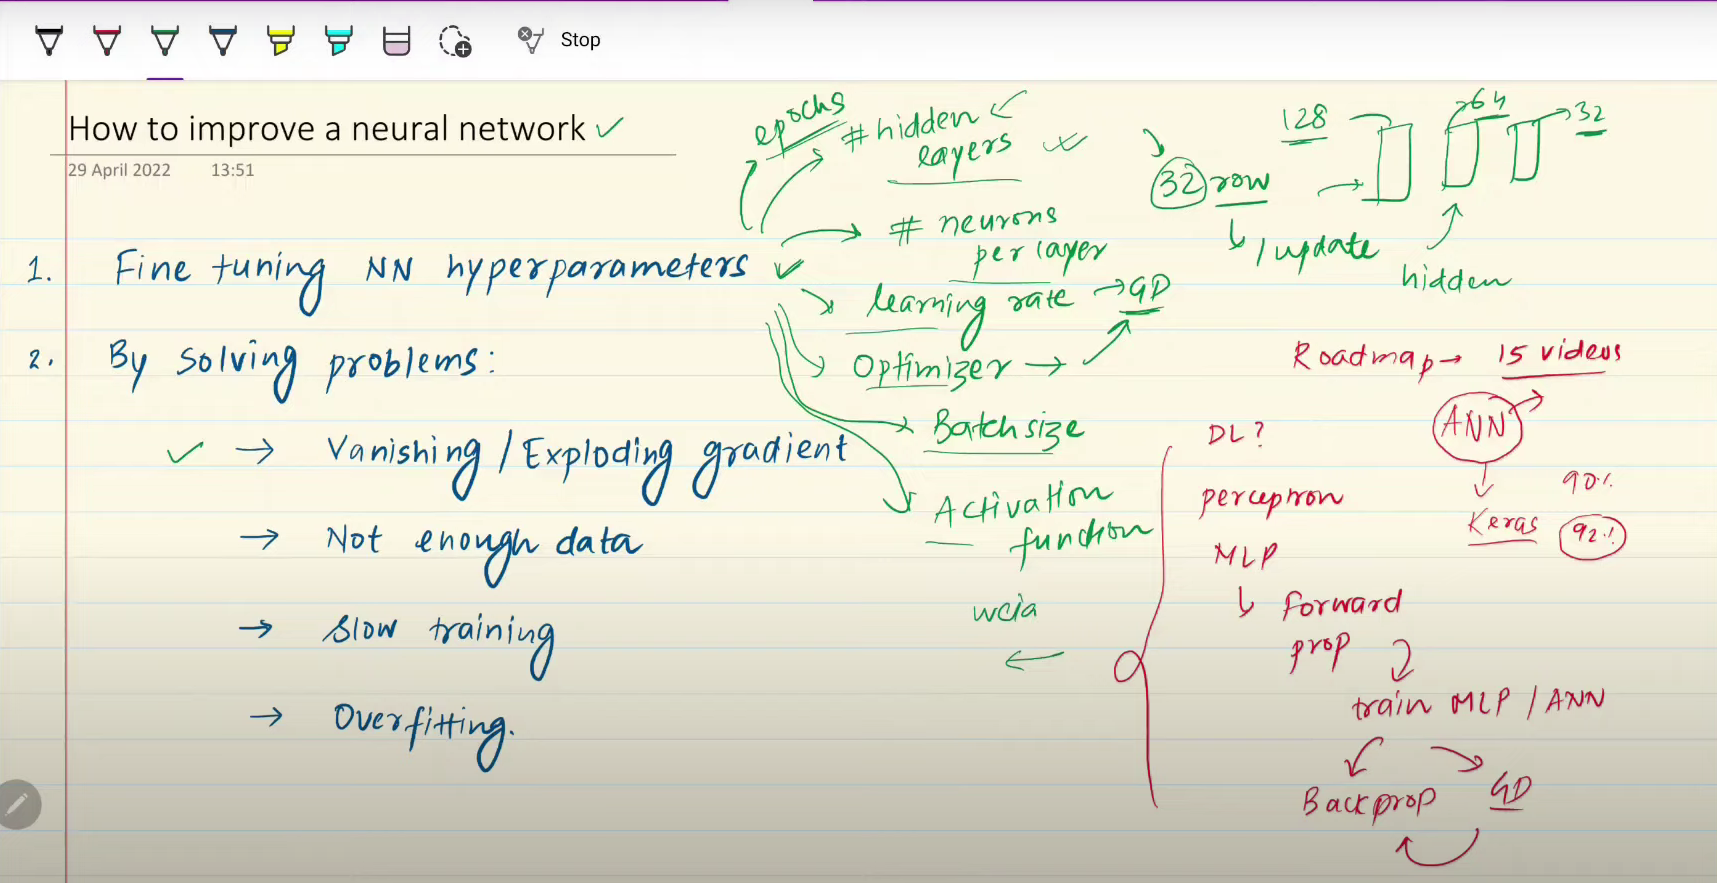 Stop
How to improve a neural network
29 April 2022 13:51
1. Fine tuning NN hyperparameters
2. By solving problems:
→ Vanishing / Exploding gradient
→ Not enough data
→ Slow training
→ Overfitting.
epochs
# hidden
layers
# neurons
per layer
learning rate → GD
Optimizer →
Batch size
Activation
function
128
64
32
32 row
1 update
hidden
Roadmap → 15 videos
ANN
Keras
90%
92%
DL?
perceptron
MLP
Forward
prop
train MLP / ANN
Backprop
GD